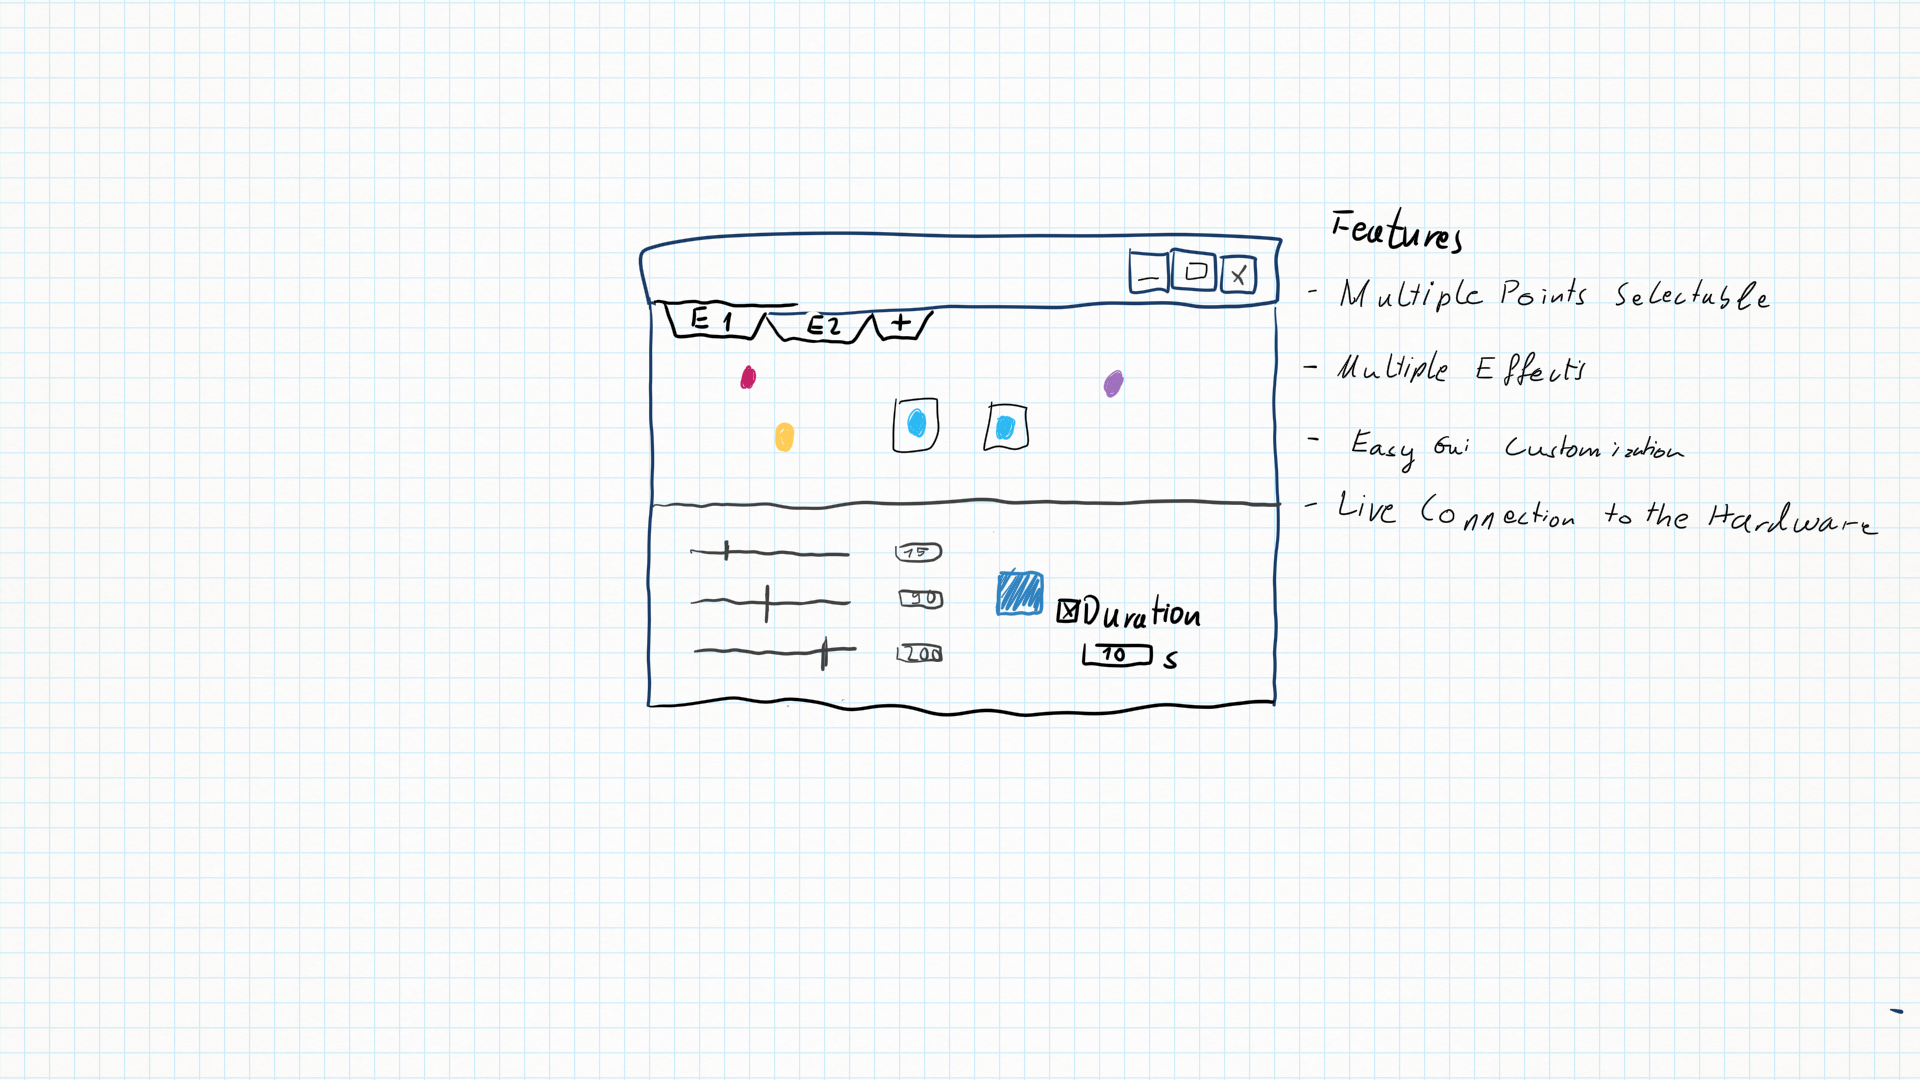 Features
- Multiple Points Selectable
- Multiple Effects
- Easy Gui Customization
- Live Connection to the Hardware
X
E 1 E2 +
15
90
Duration
200
10 s